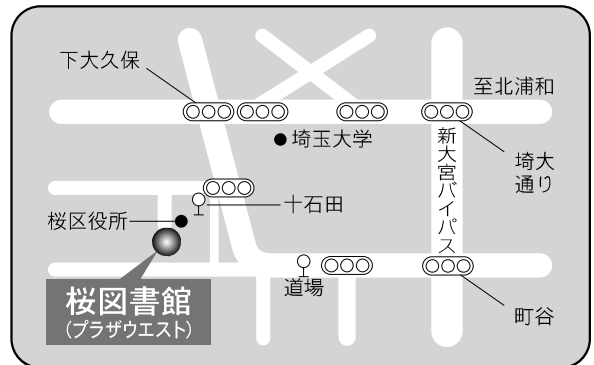 下大久保
至北浦和
埼玉大学
新大宮バイパス
埼大
通り
十石田
桜区役所
道場
町谷
桜図書館
(プラザウエスト)